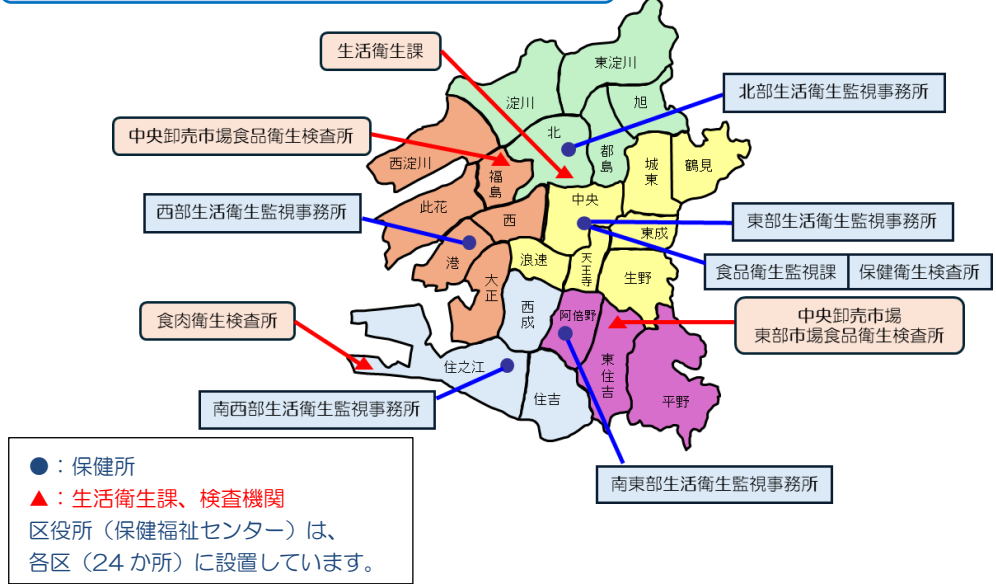 生活衛生課
東淀川
淀川
旭
北部生活衛生監視事務所
北
都島
中央卸売市場食品衛生検査所
西淀川
福島
城東
鶴見
此花
西
中央
西部生活衛生監視事務所
東部生活衛生監視事務所
港
大正
浪速
天王寺
東成
生野
食品衛生監視課
保健衛生検査所
食肉衛生検査所
西成
阿倍野
中央卸売市場
東部市場食品衛生検査所
住之江
住吉
東住吉
平野
南西部生活衛生監視事務所
南東部生活衛生監視事務所
●：保健所
▲：生活衛生課、検査機関
区役所（保健福祉センター）は、
各区（24 か所）に設置しています。